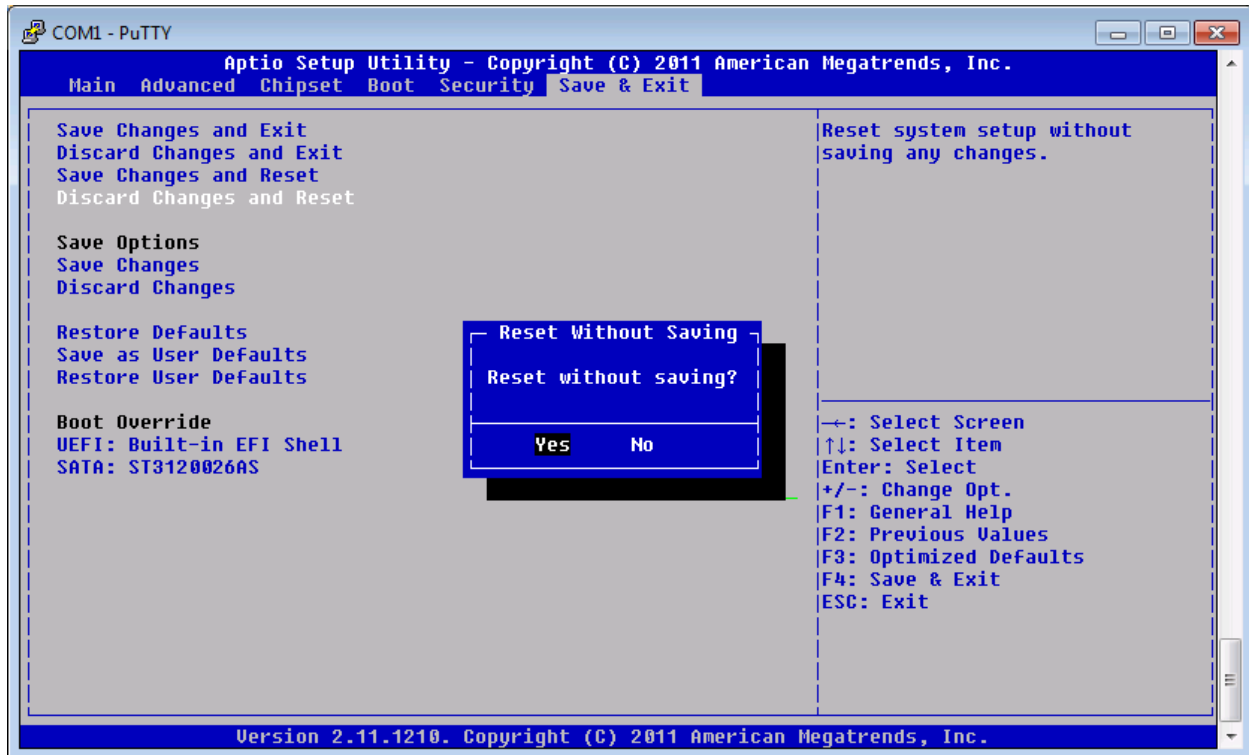 COM1 - PuTTY
Aptio Setup Utility - Copyright (C) 2011 American Megatrends, Inc.
Main Advanced Chipset Boot Security Save & Exit
Save Changes and Exit
Discard Changes and Exit
Save Changes and Reset
Discard Changes and Reset
Save Options
Save Changes
Discard Changes
Restore Defaults
Save as User Defaults
Restore User Defaults
Boot Override
UEFI: Built-in EFI Shell
SATA: ST3120026AS
Reset Without Saving
Reset without saving?
Yes No
Reset system setup without
saving any changes.
→←: Select Screen
↑↓: Select Item
Enter: Select
+/-: Change Opt.
F1: General Help
F2: Previous Values
F3: Optimized Defaults
F4: Save & Exit
ESC: Exit
Version 2.11.1210. Copyright (C) 2011 American Megatrends, Inc.